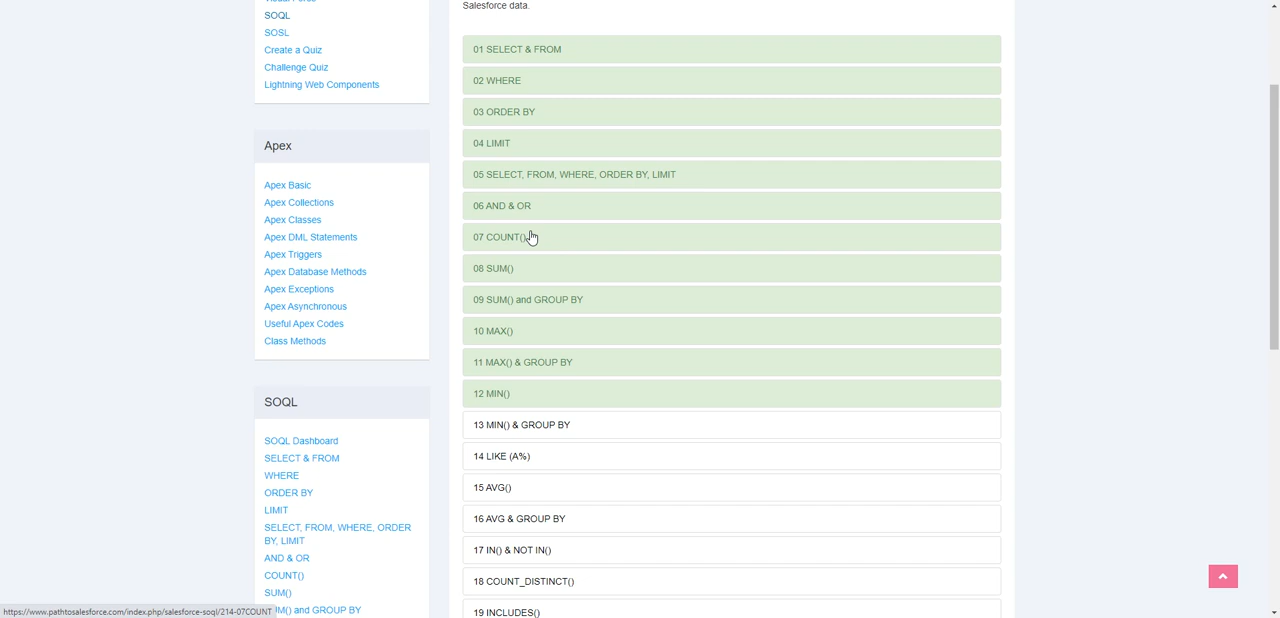 SOQL
SOSL
Create a Quiz
Challenge Quiz
Lightning Web Components
Apex
Apex Basic
Apex Collections
Apex Classes
Apex DML Statements
Apex Triggers
Apex Database Methods
Apex Exceptions
Apex Asynchronous
Useful Apex Codes
Class Methods
SOQL
SOQL Dashboard
SELECT & FROM
WHERE
ORDER BY
LIMIT
SELECT, FROM, WHERE, ORDER
BY, LIMIT
AND & OR
COUNT()
SUM()
M() and GROUP BY
Salesforce data.
01 SELECT & FROM
02 WHERE
03 ORDER BY
04 LIMIT
05 SELECT, FROM, WHERE, ORDER BY, LIMIT
06 AND & OR
07 COUNT()
08 SUM()
09 SUM() and GROUP BY
10 MAX()
11 MAX() & GROUP BY
12 MIN()
13 MIN() & GROUP BY
14 LIKE (A%)
15 AVG()
16 AVG & GROUP BY
17 IN() & NOT IN()
18 COUNT_DISTINCT()
19 INCLUDES()
https://www.pathtosalesforce.com/index.php/salesforce-soql/214-07COUNT